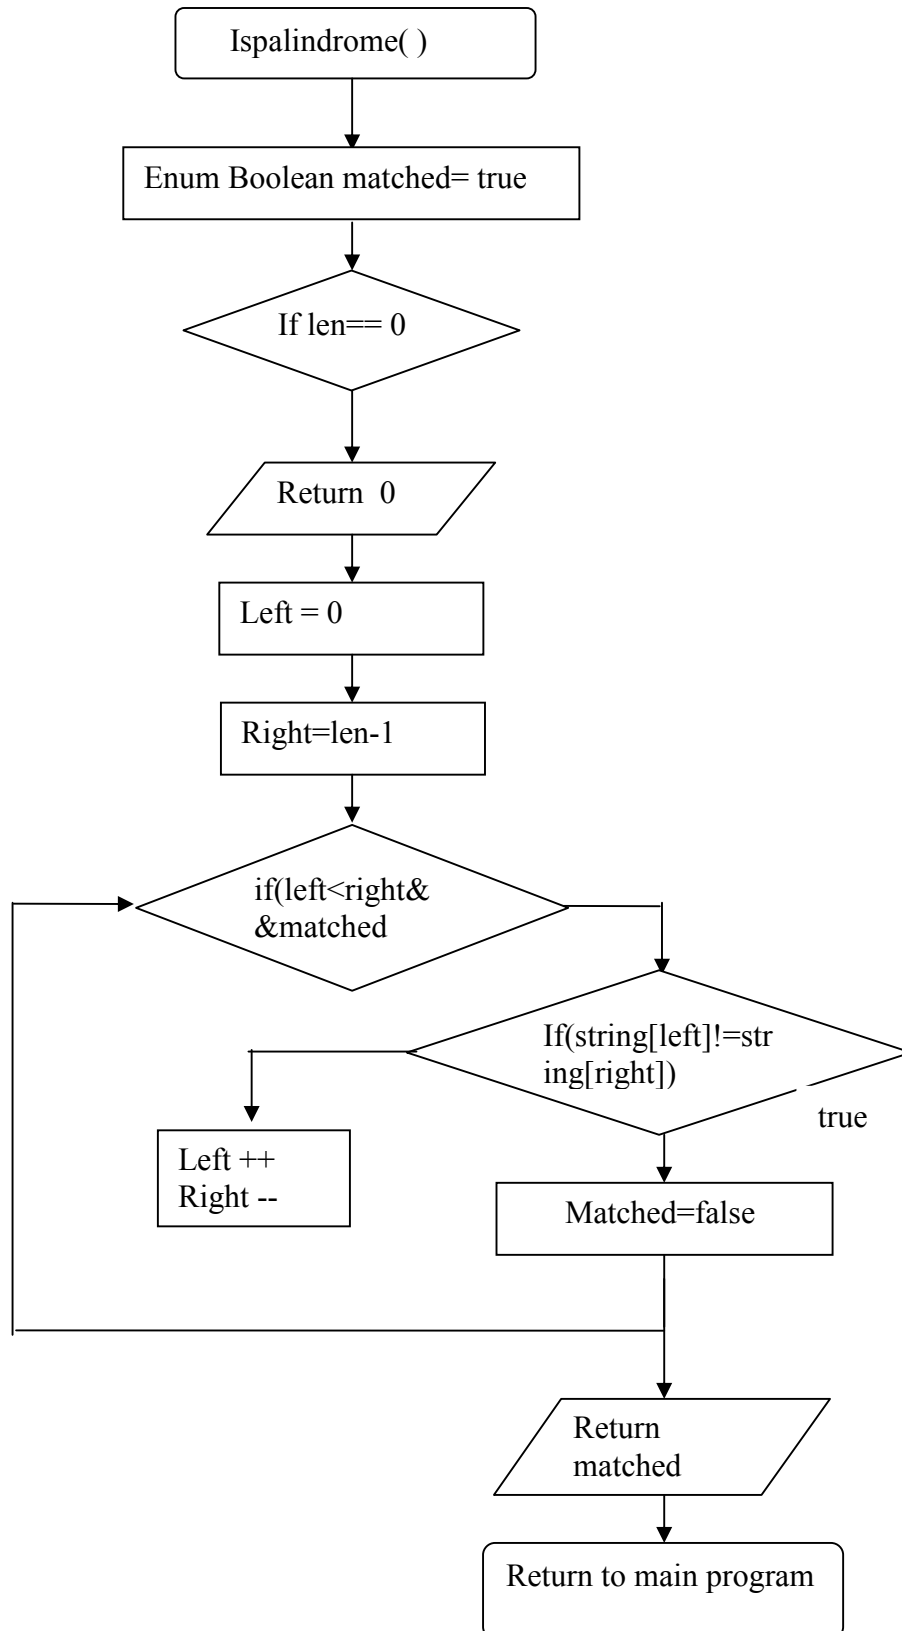 Ispalindrome( )
Enum Boolean matched= true
If len== 0
Return  0
Left = 0
Right=len-1
if(left<right&
&matched
If(string[left]!=str
ing[right])
true
Left ++
Right --
Matched=false
Return
matched
Return to main program